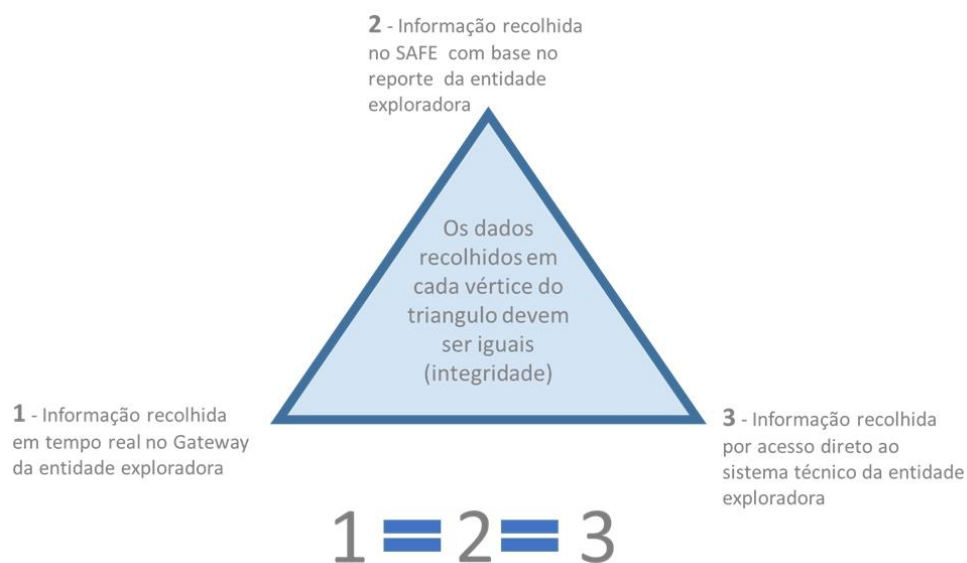 2 - Informação recolhida
no SAFE com base no
reporte da entidade
exploradora
Os dados
recolhidos em
cada vértice do
triangulo devem
ser iguais
(integridade)
1 - Informação recolhida
em tempo real no Gateway
da entidade exploradora
3 - Informação recolhida
por acesso direto ao
sistema técnico da entidade
exploradora
1 = 2 = 3